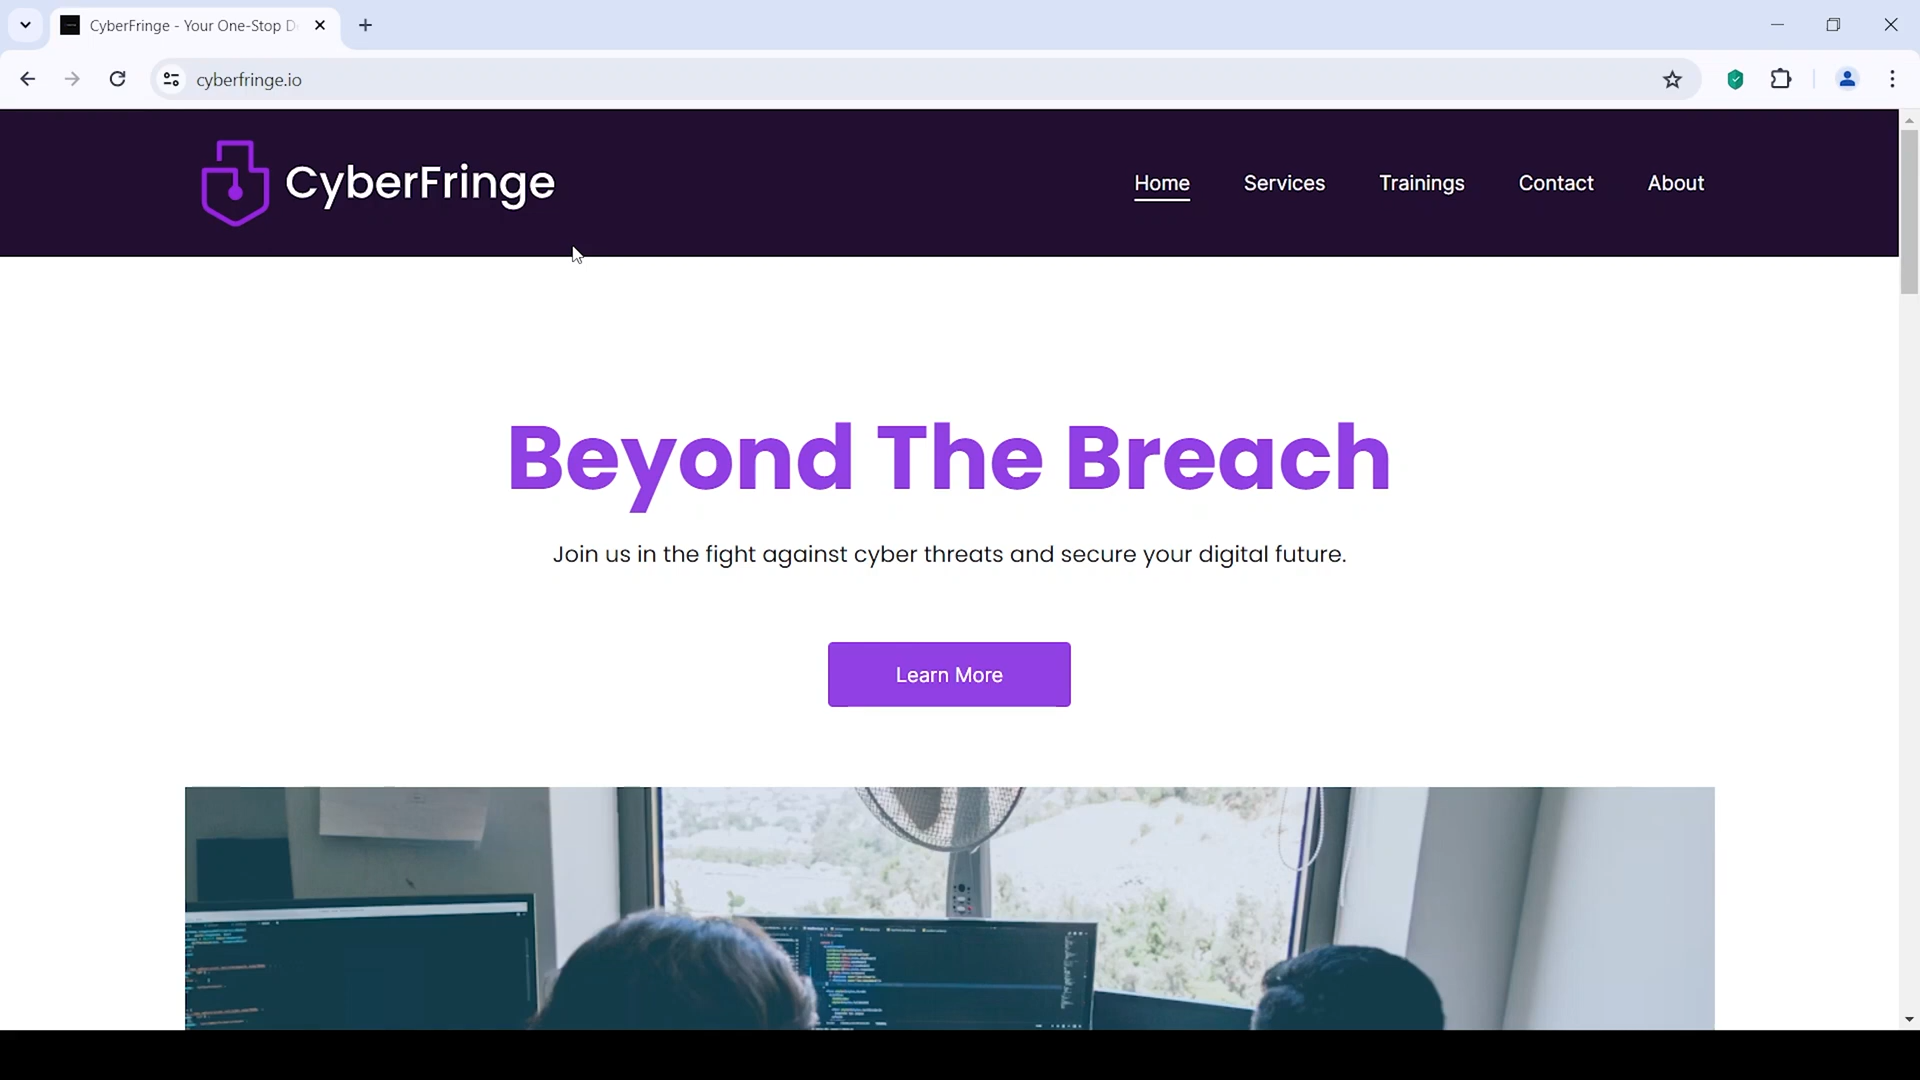 CyberFringe - Your One-Stop D
cyberfringe.io
CyberFringe
Home
Services
Trainings
Contact
About
Beyond The Breach
Join us in the fight against cyber threats and secure your digital future.
Learn More